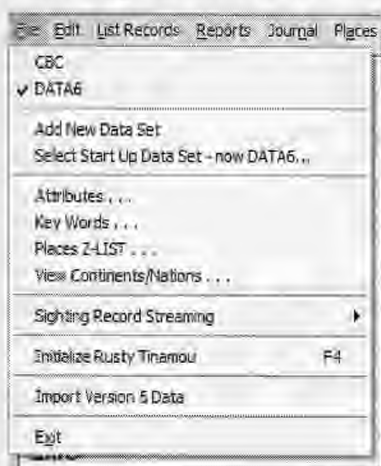 File Edit List Records Reports Journal Places
CBC
✓ DATA6
Add New Data Set
Select Start Up Data Set - now DATA6...
Attributes . . .
Key Words . . .
Places Z-LIST . . .
View Continents/Nations . . .
Sighting Record Streaming
Initialize Rusty Tinamou F4
Import Version 5 Data
Exit